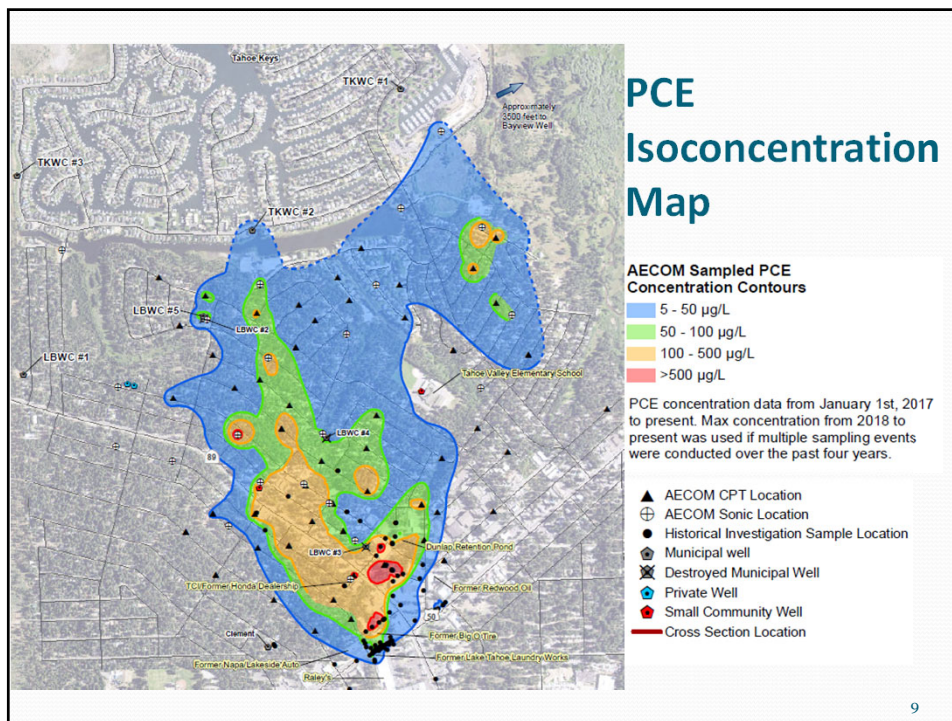 Tahoe Keys
TKWC #1
Approximately
3500 feet to
Bayview Well
TKWC #3
TKWC #2
LBWC #5
LBWC #2
LBWC #1
Tahoe Valley Elementary School
LBWC #4
89
LBWC #3
Dunlap Retention Pond
TCI/Former Honda Dealership
Former Redwood Oil
50
Clement
Former Big O Tire
Former Napa/Lakeside Auto
Former Lake Tahoe Laundry Works
Raley's
PCE
Isoconcentration
Map
AECOM Sampled PCE
Concentration Contours
5 - 50 µg/L
50 - 100 µg/L
100 - 500 µg/L
>500 µg/L
PCE concentration data from January 1st, 2017
to present. Max concentration from 2018 to
present was used if multiple sampling events
were conducted over the past four years.
AECOM CPT Location
AECOM Sonic Location
Historical Investigation Sample Location
Municipal well
Destroyed Municipal Well
Private Well
Small Community Well
Cross Section Location
9